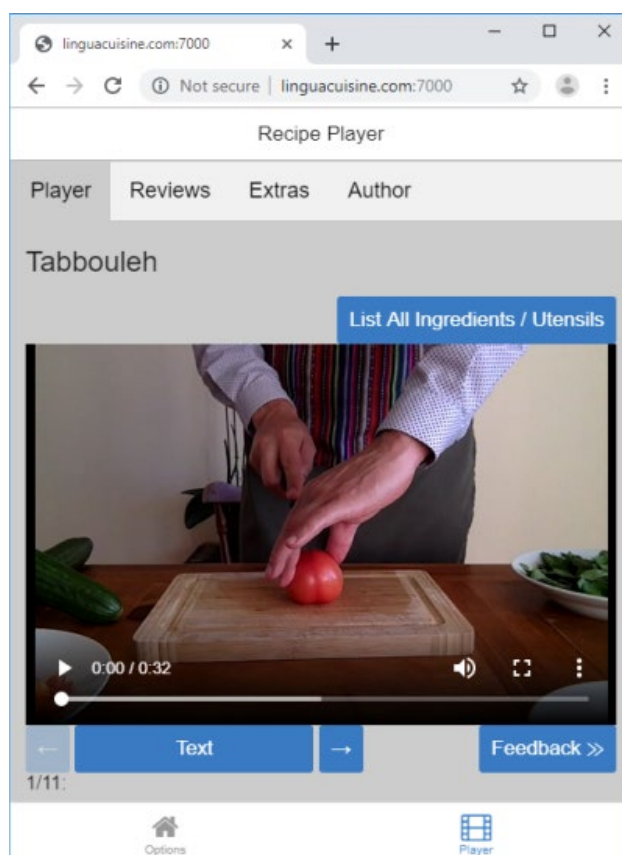 linguacuisine.com:7000
Not secure | linguacuisine.com:7000
Recipe Player
Player Reviews Extras Author
Tabbouleh
List All Ingredients / Utensils
0:00 / 0:32
← Text → Feedback >>
1/11:
Options Player